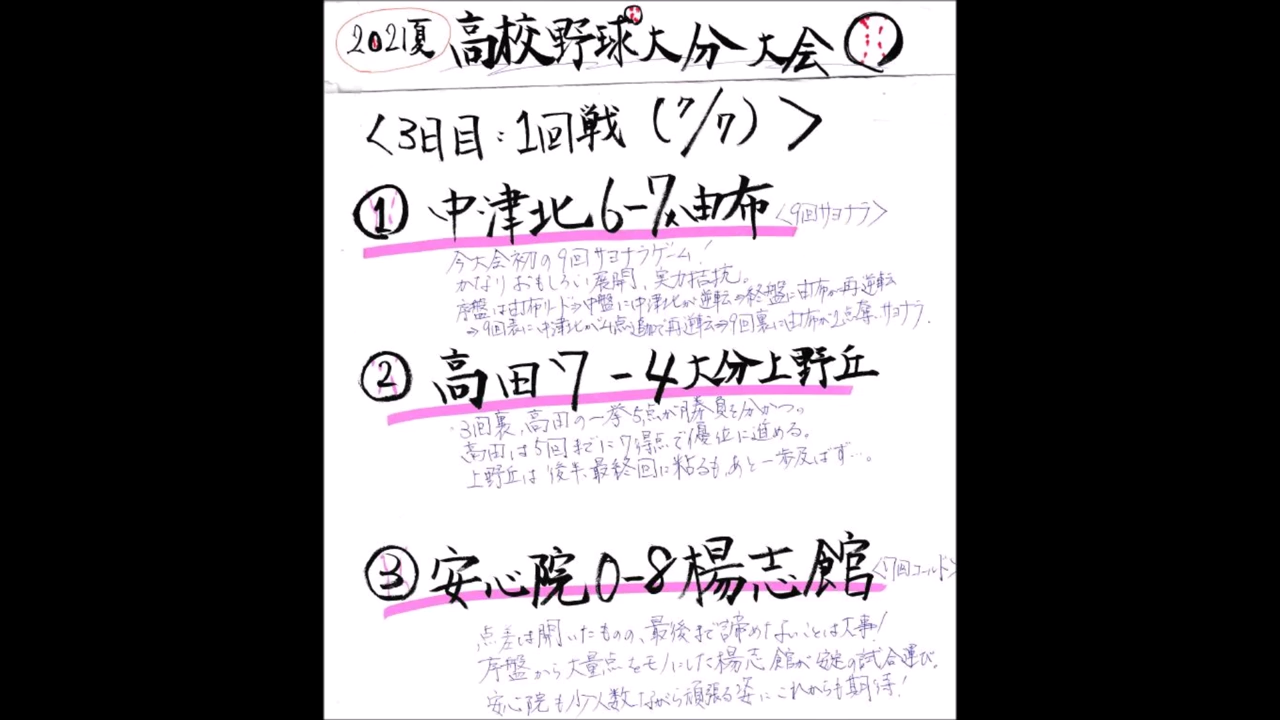 2021夏 高校野球大分大会
<3日目:1回戦(7/7)>
① 中津北6-7x由布 <9回サヨナラ>
今大会初の9回サヨナラゲーム!
かなりおもしろい展開、実力拮抗。
序盤は由布リード⇒中盤に中津北が逆転⇒終盤に由布が再逆転
⇒9回表に中津北が4点追加で再逆転⇒9回裏に由布が2点奪いサヨナラ.
② 高田7-4大分上野丘
3回裏、高田の一挙5点が勝負を分かつ。
高田は5回までに7得点で優位に進める。
上野丘は後半、最終回に粘るも、あと一歩及ばず…。
③ 安心院0-8楊志館 <7回コールド>
点差は開いたものの、最後まで諦めないことは大事!
序盤から大量点をモノにした楊志館が安定の試合運び。
安心院も少人数ながら頑張る姿にこれからも期待!